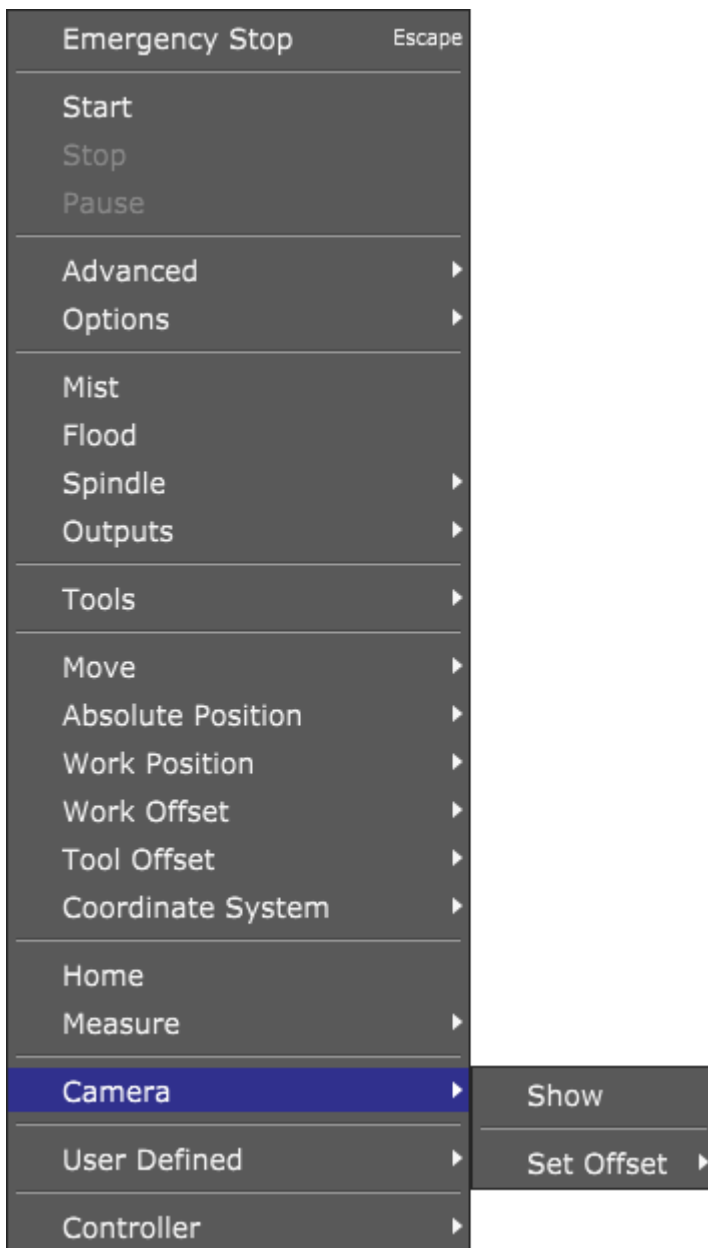 Emergency Stop Escape
Start
Stop
Pause
Advanced
Options
Mist
Flood
Spindle
Outputs
Tools
Move
Absolute Position
Work Position
Work Offset
Tool Offset
Coordinate System
Home
Measure
Camera
Show
User Defined
Set Offset
Controller